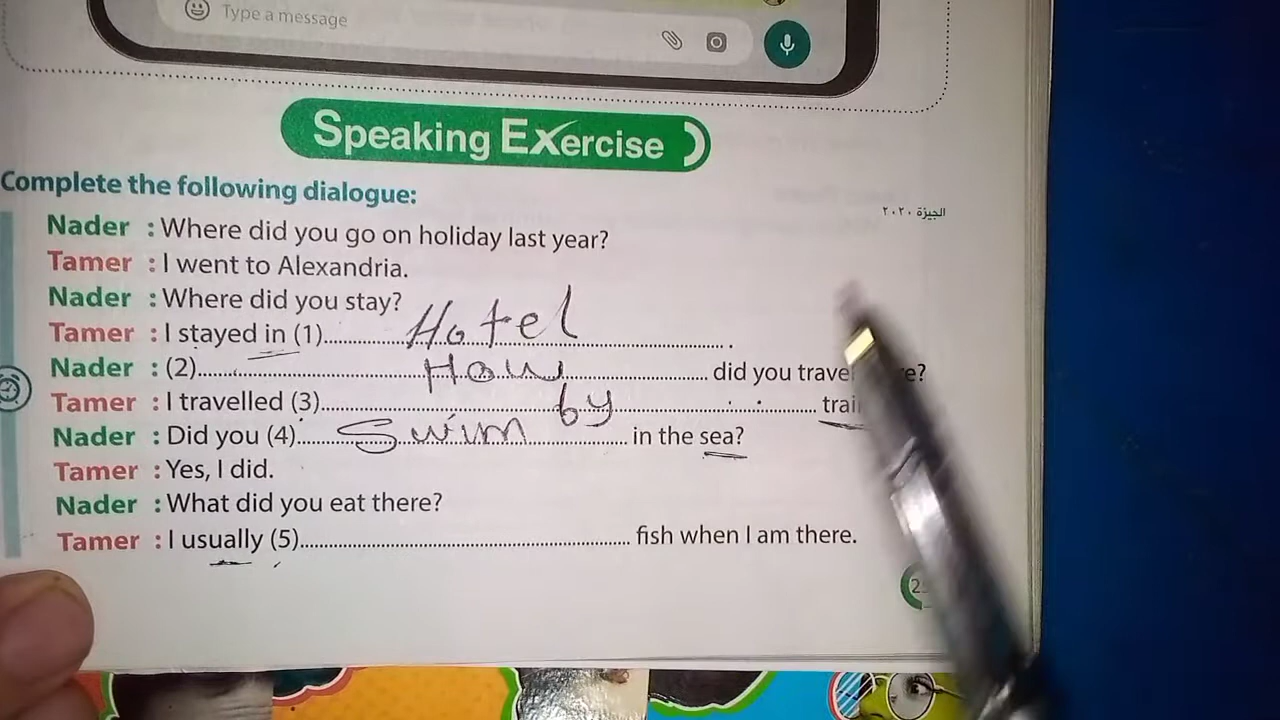 Type a message
Speaking Exercise
Complete the following dialogue:
الجيزة ٢٠٢٠
Nader : Where did you go on holiday last year?
Tamer : I went to Alexandria.
Nader : Where did you stay?
Tamer : I stayed in (1)..........Hotel.......... .
Nader : (2)..........How.......... did you
Tamer : I travelled (3)..........by..........
Nader : Did you (4)..........Swim.......... in the sea?
Tamer : Yes, I did.
Nader : What did you eat there?
Tamer : I usually (5).................... fish when I am there.